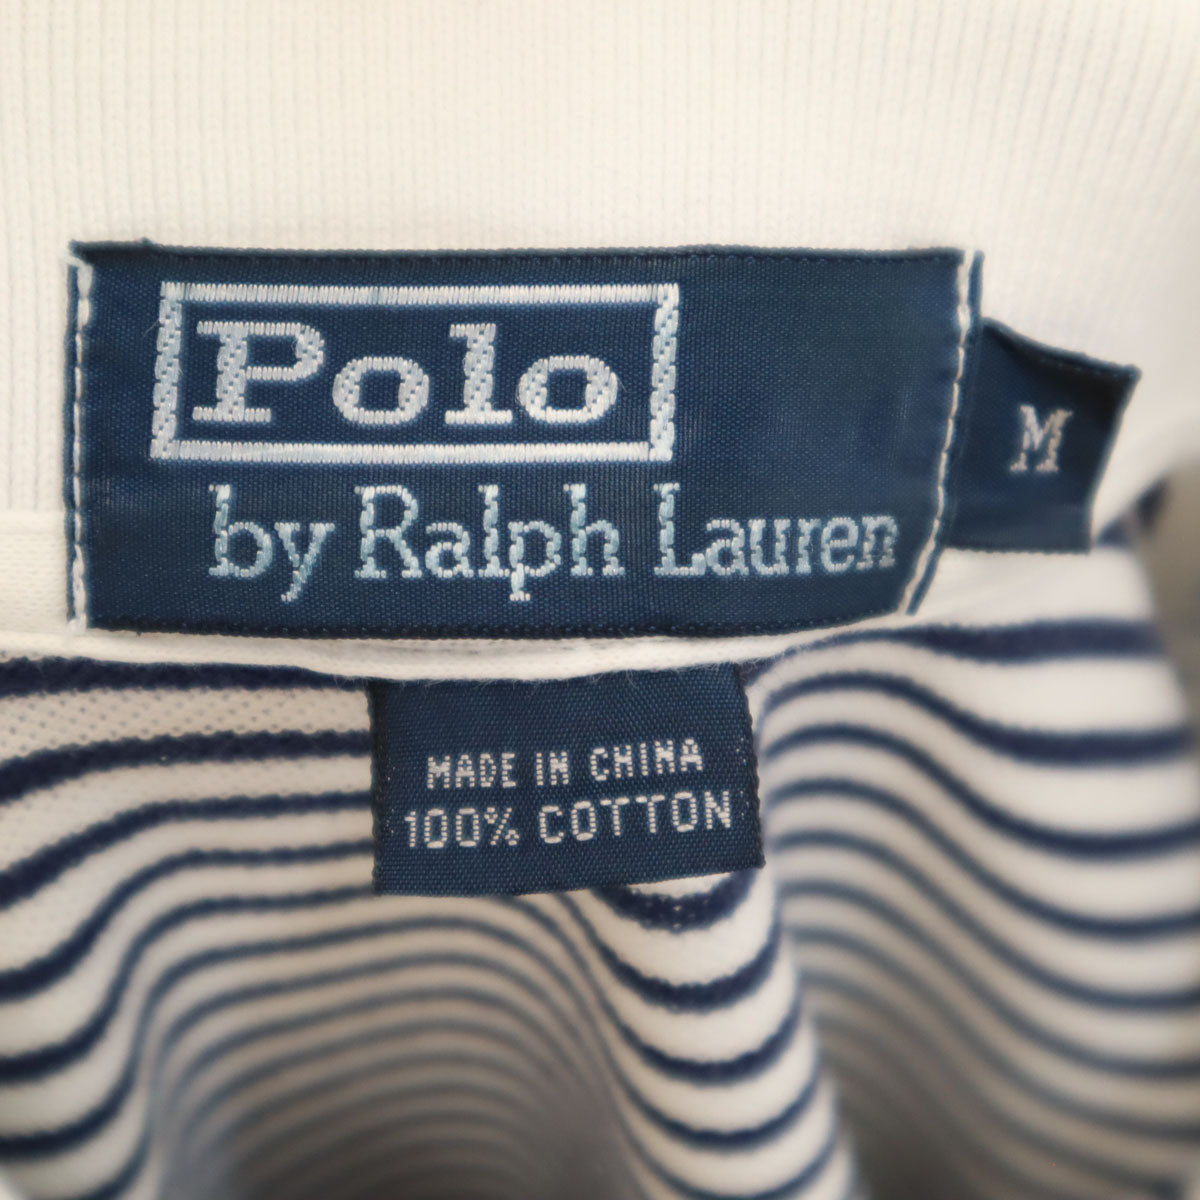 Polo
by Ralph Lauren
M
MADE IN CHINA
100% COTTON